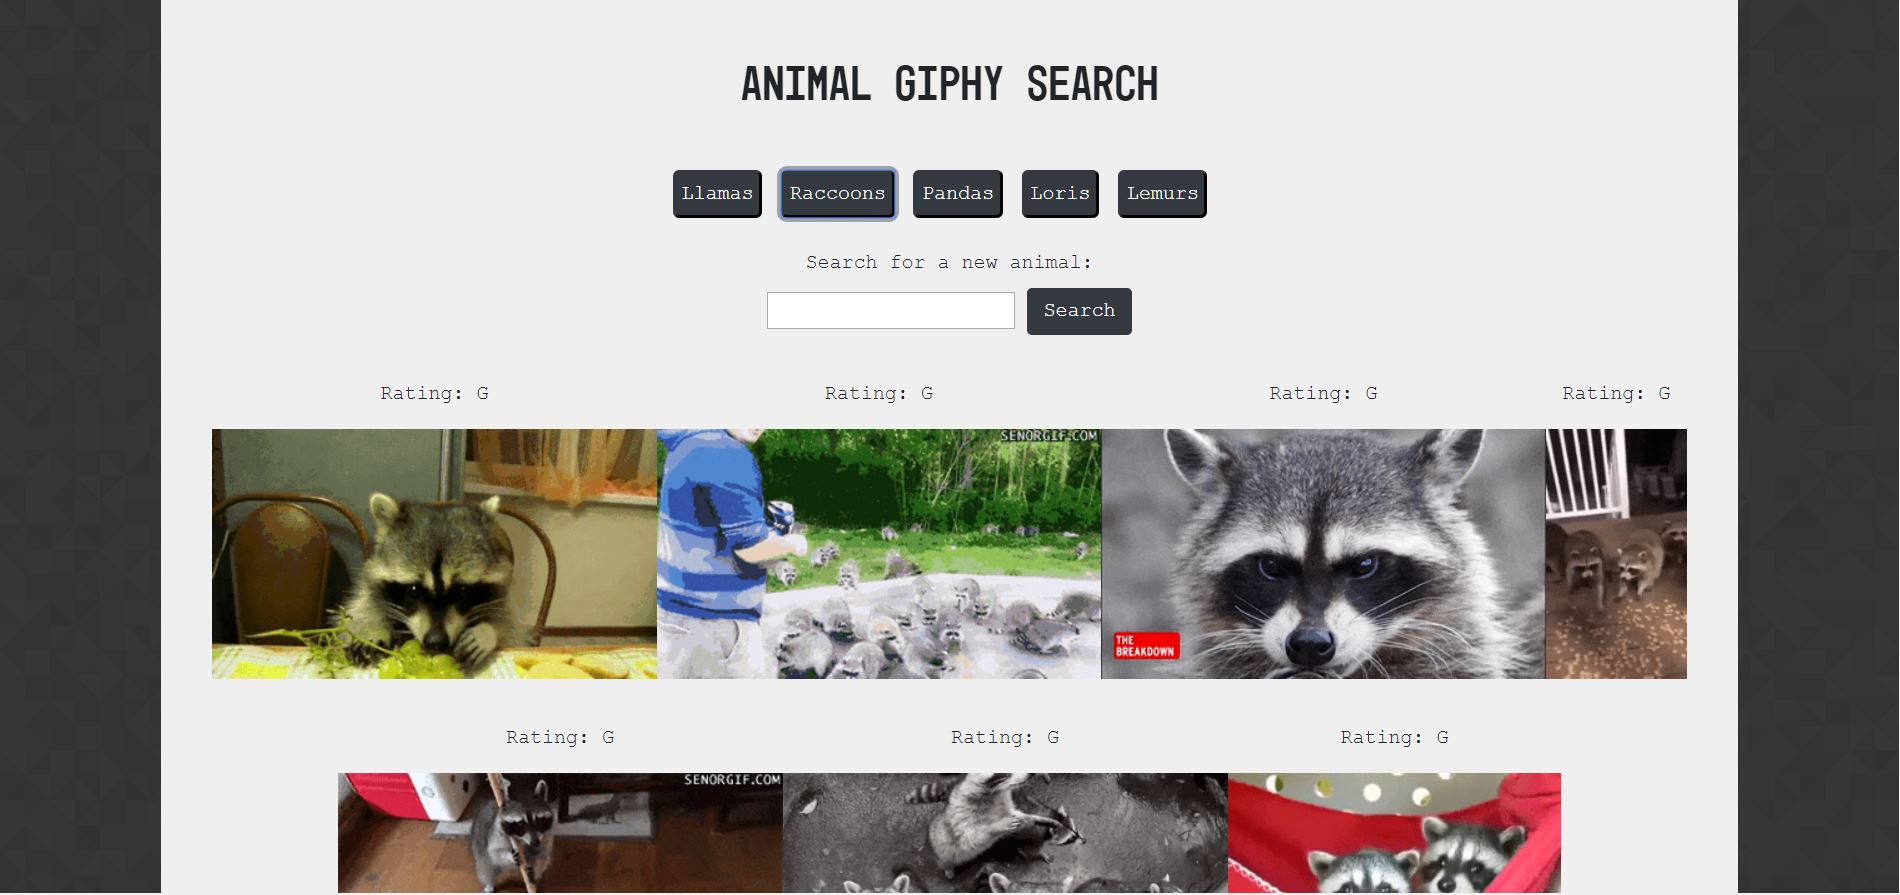 ANIMAL GIPHY SEARCH
Llamas Raccoons Pandas Loris Lemurs
Search for a new animal:
Search
Rating: G Rating: G Rating: G Rating: G
SENORGIF.COM
THE
BREAKDOWN
Rating: G Rating: G Rating: G
SENORGIF.COM